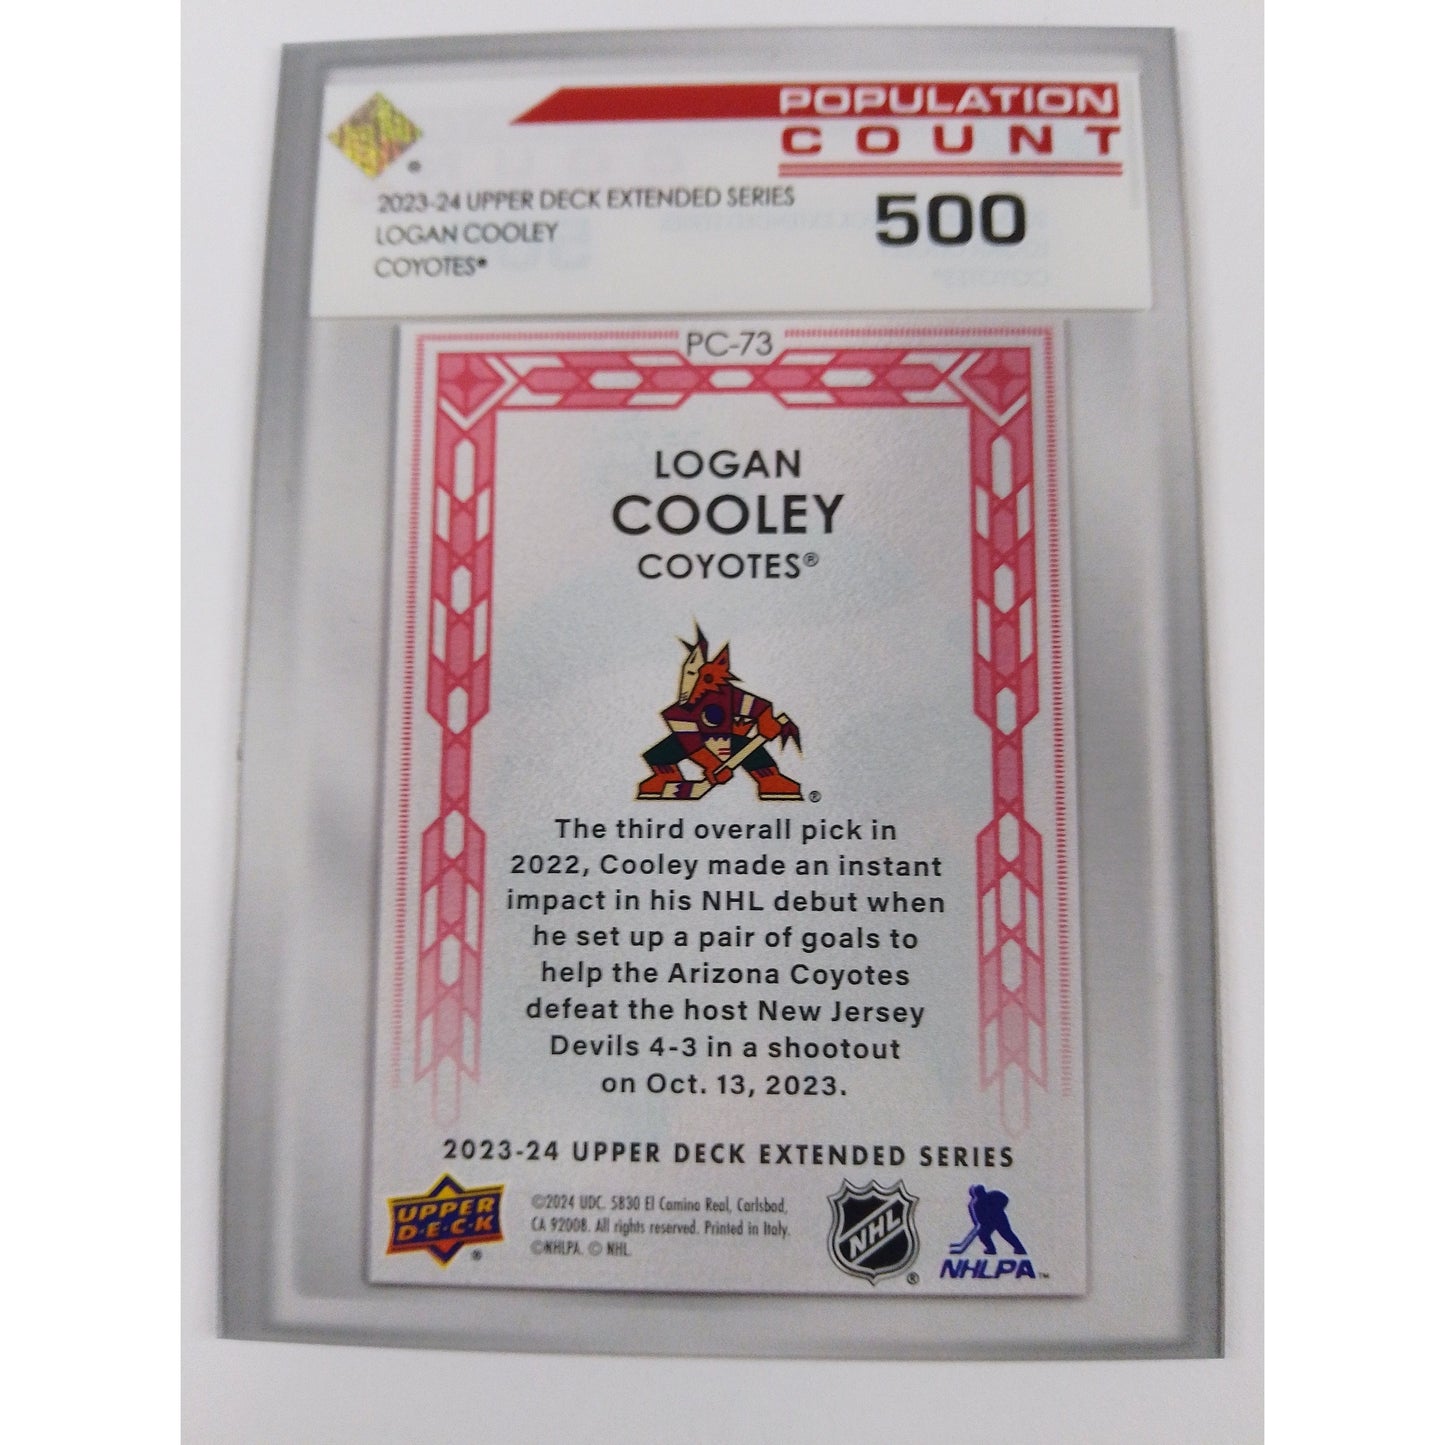 POPULATION
COUNT
2023-24 UPPER DECK EXTENDED SERIES
LOGAN COOLEY
COYOTES®
500
PC-73
LOGAN
COOLEY
COYOTES®
The third overall pick in
2022, Cooley made an instant
impact in his NHL debut when
he set up a pair of goals to
help the Arizona Coyotes
defeat the host New Jersey
Devils 4-3 in a shootout
on Oct. 13, 2023.
2023-24 UPPER DECK EXTENDED SERIES
UPPER
D·E·C·K
©2024 UDC. 5830 El Camino Real, Carlsbad,
CA 92008. All rights reserved. Printed in Italy.
©NHLPA. © NHL.
NHL
NHLPA™